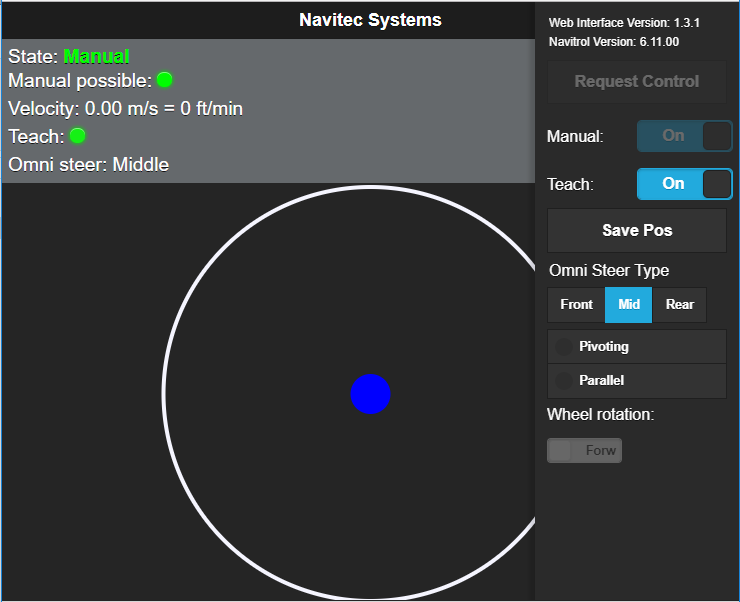 Navitec Systems
State: Manual
Manual possible:
Velocity: 0.00 m/s = 0 ft/min
Teach:
Omni steer: Middle
Web Interface Version: 1.3.1
Navitrol Version: 6.11.00
Request Control
Manual: On
Teach: On
Save Pos
Omni Steer Type
Front Mid Rear
Pivoting
Parallel
Wheel rotation:
Forw